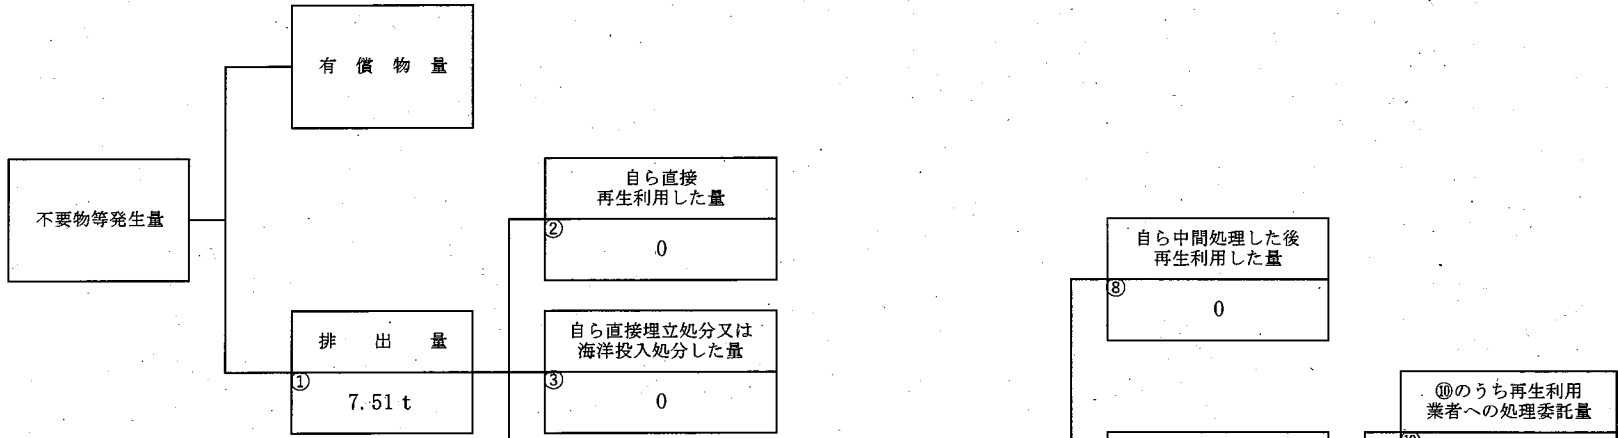 有償物量
不要物等発生量
自ら直接
再生利用した量
②
0
排出量
①
7.51 t
自ら直接埋立処分又は
海洋投入処分した量
③
0
自ら中間処理した後
再生利用した量
⑧
0
⑩のうち再生利用
業者への処理委託量